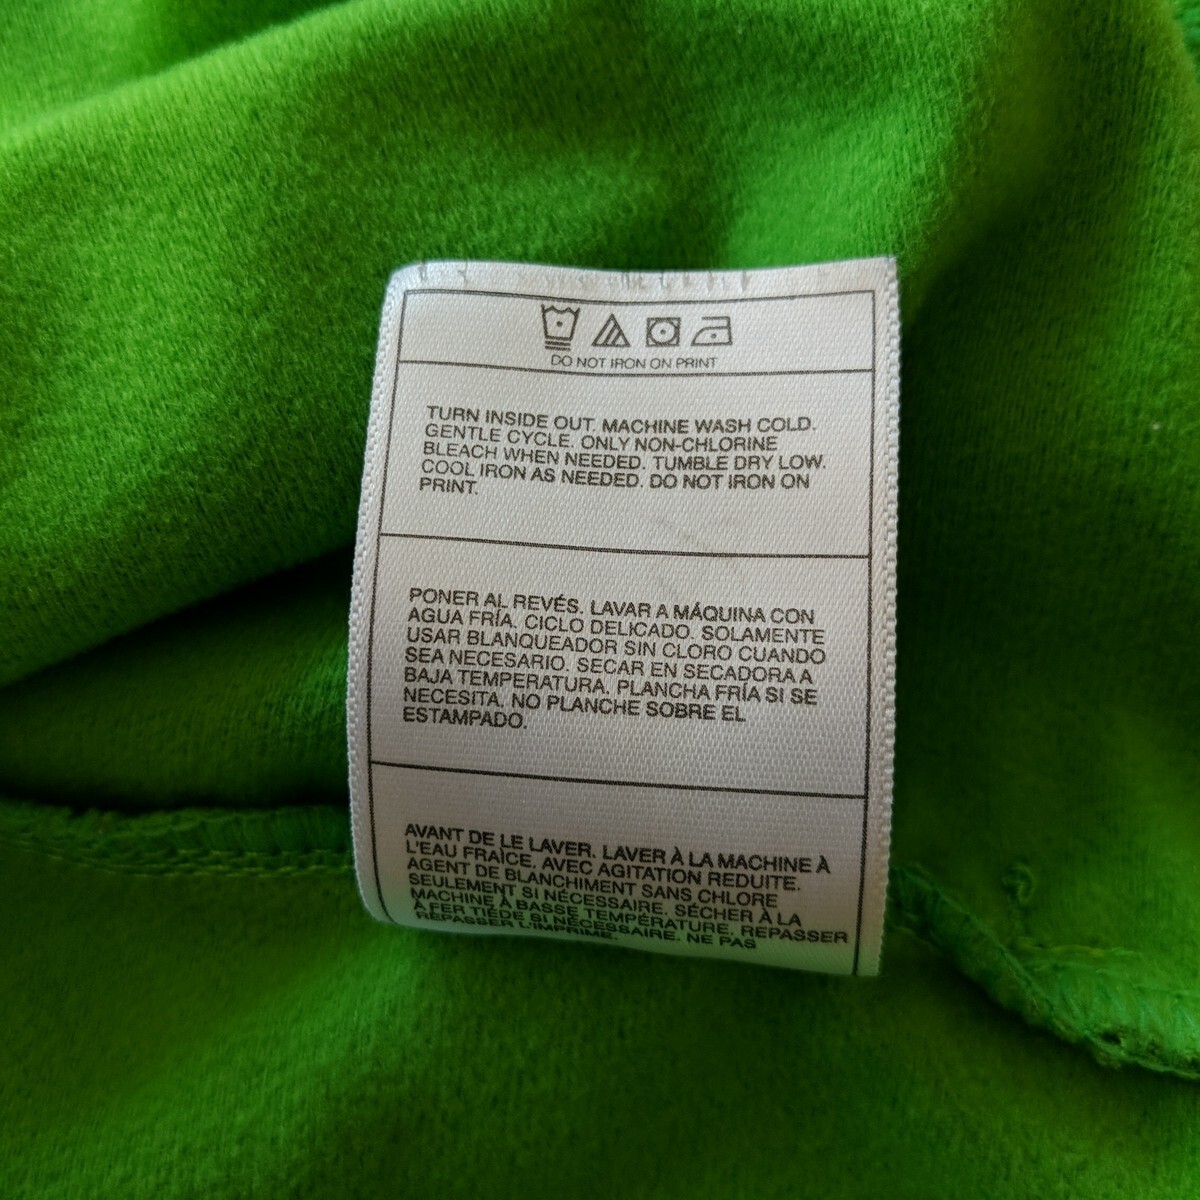 DO NOT IRON ON PRINT
TURN INSIDE OUT. MACHINE WASH COLD.
GENTLE CYCLE. ONLY NON-CHLORINE
BLEACH WHEN NEEDED. TUMBLE DRY LOW.
COOL IRON AS NEEDED. DO NOT IRON ON
PRINT.
PONER AL REVÉS. LAVAR A MÁQUINA CON
AGUA FRÍA. CICLO DELICADO. SOLAMENTE
USAR BLANQUEADOR SIN CLORO CUANDO
SEA NECESARIO. SECAR EN SECADORA A
BAJA TEMPERATURA. PLANCHA FRÍA SI SE
NECESITA. NO PLANCHE SOBRE EL
ESTAMPADO.
AVANT DE LE LAVER. LAVER À LA MACHINE À
L'EAU FRAÎCE. AVEC AGITATION REDUITE.
AGENT DE BLANCHIMENT SANS CHLORE
SEULEMENT SI NÉCESSAIRE. SÉCHER À LA
MACHINE À BASSE TEMPÉRATURE. REPASSER
À FER TIÉDE SI NÉCESSAIRE. NE PAS
REPASSER L'IMPRIME.